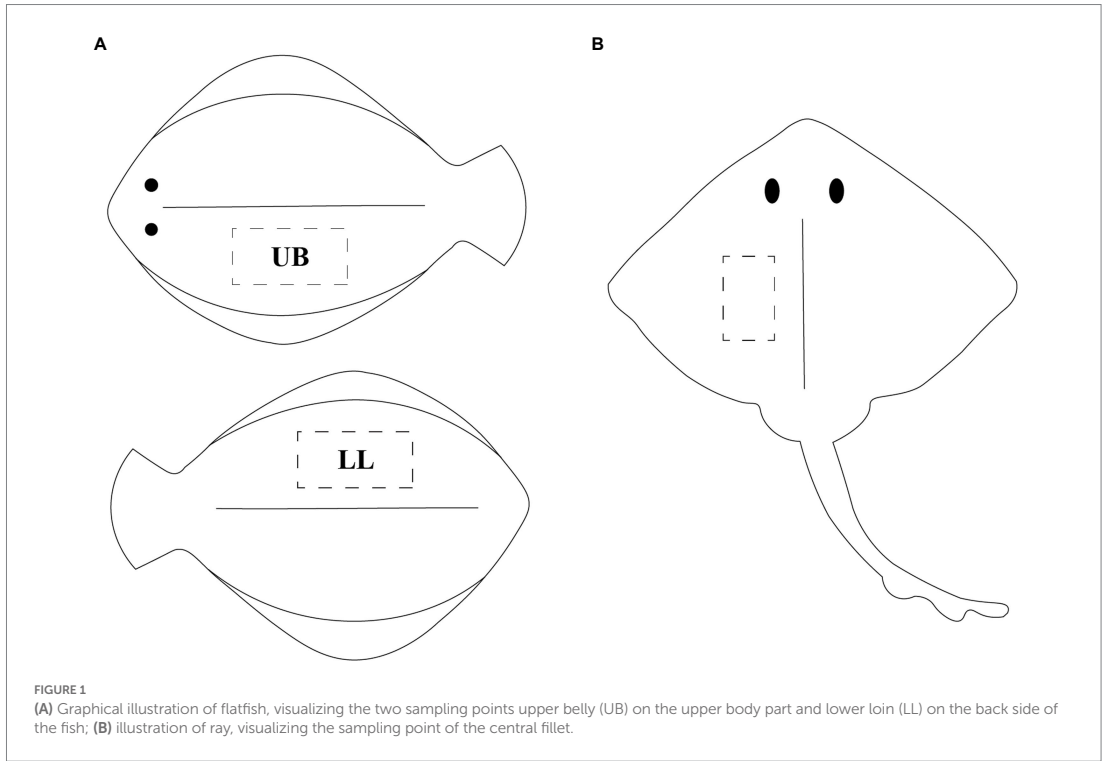 A
B
UB
LL
FIGURE 1
(A) Graphical illustration of flatfish, visualizing the two sampling points upper belly (UB) on the upper body part and lower loin (LL) on the back side of
the fish; (B) illustration of ray, visualizing the sampling point of the central fillet.